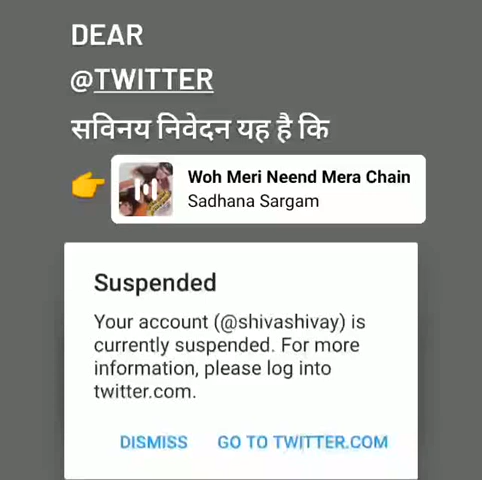 DEAR
@TWITTER
सविनय निवेदन यह है कि
Woh Meri Neend Mera Chain
Sadhana Sargam
Suspended
Your account (@shivashivay) is
currently suspended. For more
information, please log into
twitter.com.
DISMISS GO TO TWITTER.COM